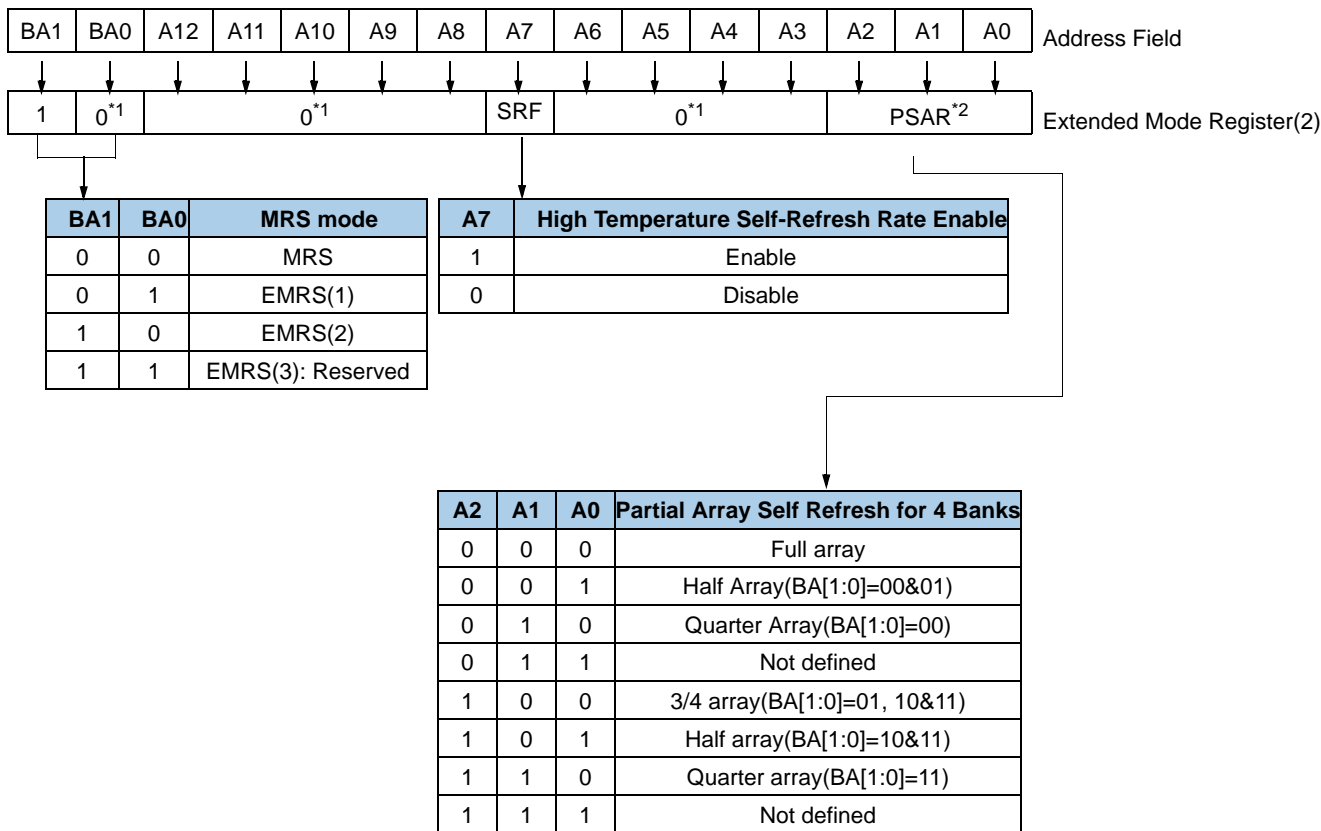 BA1 BA0 A12 A11 A10 A9 A8 A7 A6 A5 A4 A3 A2 A1 A0 Address Field
1 0*1 0*1 SRF 0*1 PSAR*2 Extended Mode Register(2)
BA1 BA0 MRS mode
0 0 MRS
0 1 EMRS(1)
1 0 EMRS(2)
1 1 EMRS(3): Reserved
A7 High Temperature Self-Refresh Rate Enable
1 Enable
0 Disable
A2 A1 A0 Partial Array Self Refresh for 4 Banks
0 0 0 Full array
0 0 1 Half Array(BA[1:0]=00&01)
0 1 0 Quarter Array(BA[1:0]=00)
0 1 1 Not defined
1 0 0 3/4 array(BA[1:0]=01, 10&11)
1 0 1 Half array(BA[1:0]=10&11)
1 1 0 Quarter array(BA[1:0]=11)
1 1 1 Not defined